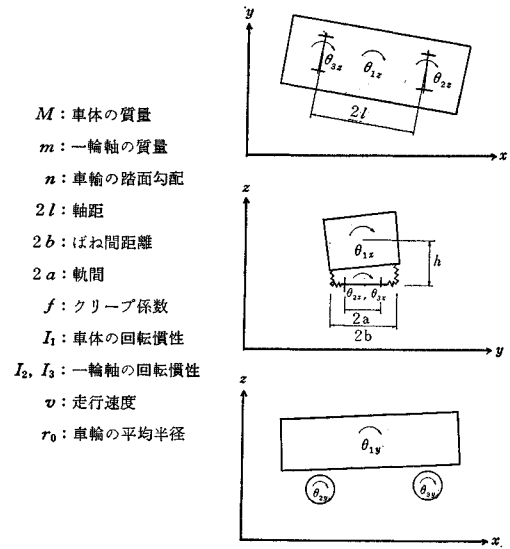 M：車体の質量
m：一輪軸の質量
n：車輪の踏面勾配
2l：軸距
2b：ばね間距離
2a：軌間
f：クリープ係数
I₁：車体の回転慣性
I₂, I₃：一輪軸の回転慣性
v：走行速度
r₀：車輪の平均半径
y
θ₃z
θ₁z
θ₂z
2l
x
z
θ₁x
h
θ₂x, θ₃x
2a
2b
y
z
θ₁y
θ₂y
θ₃y
x